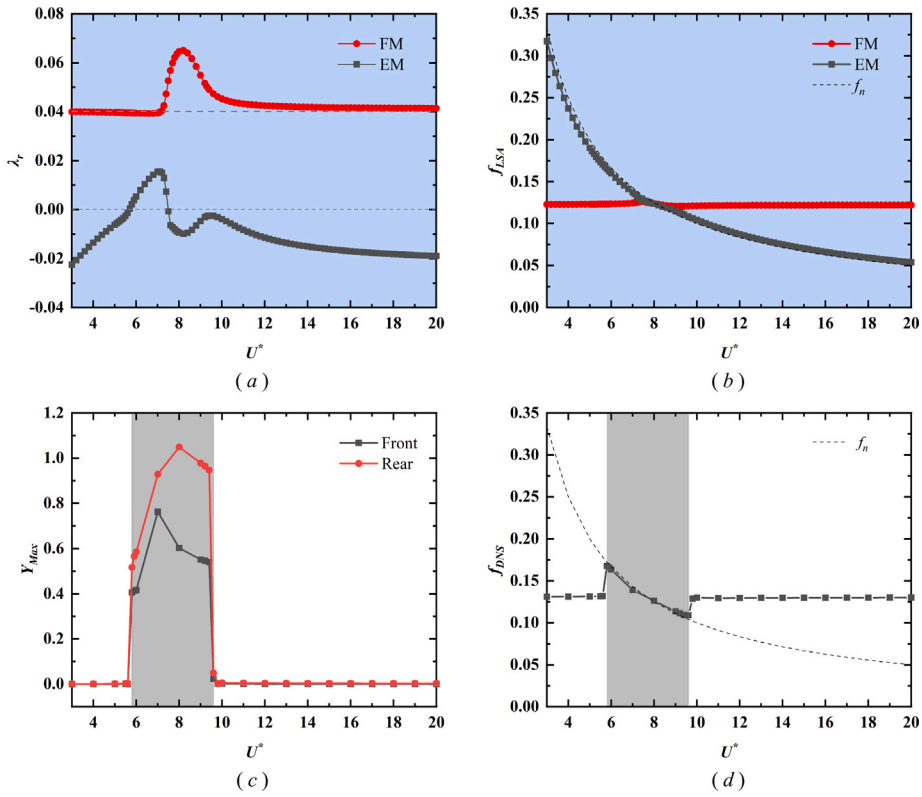 0.08
0.06
0.04
0.02
0.00
-0.02
-0.04
λr
FM
EM
4 6 8 10 12 14 16 18 20
U*
( a )
0.35
0.30
0.25
0.20
0.15
0.10
0.05
0.00
fLSA
FM
EM
fn
4 6 8 10 12 14 16 18 20
U*
( b )
1.2
1.0
0.8
0.6
0.4
0.2
0.0
YMax
Front
Rear
4 6 8 10 12 14 16 18 20
U*
( c )
0.35
0.30
0.25
0.20
0.15
0.10
0.05
0.00
fDNS
fn
4 6 8 10 12 14 16 18 20
U*
( d )